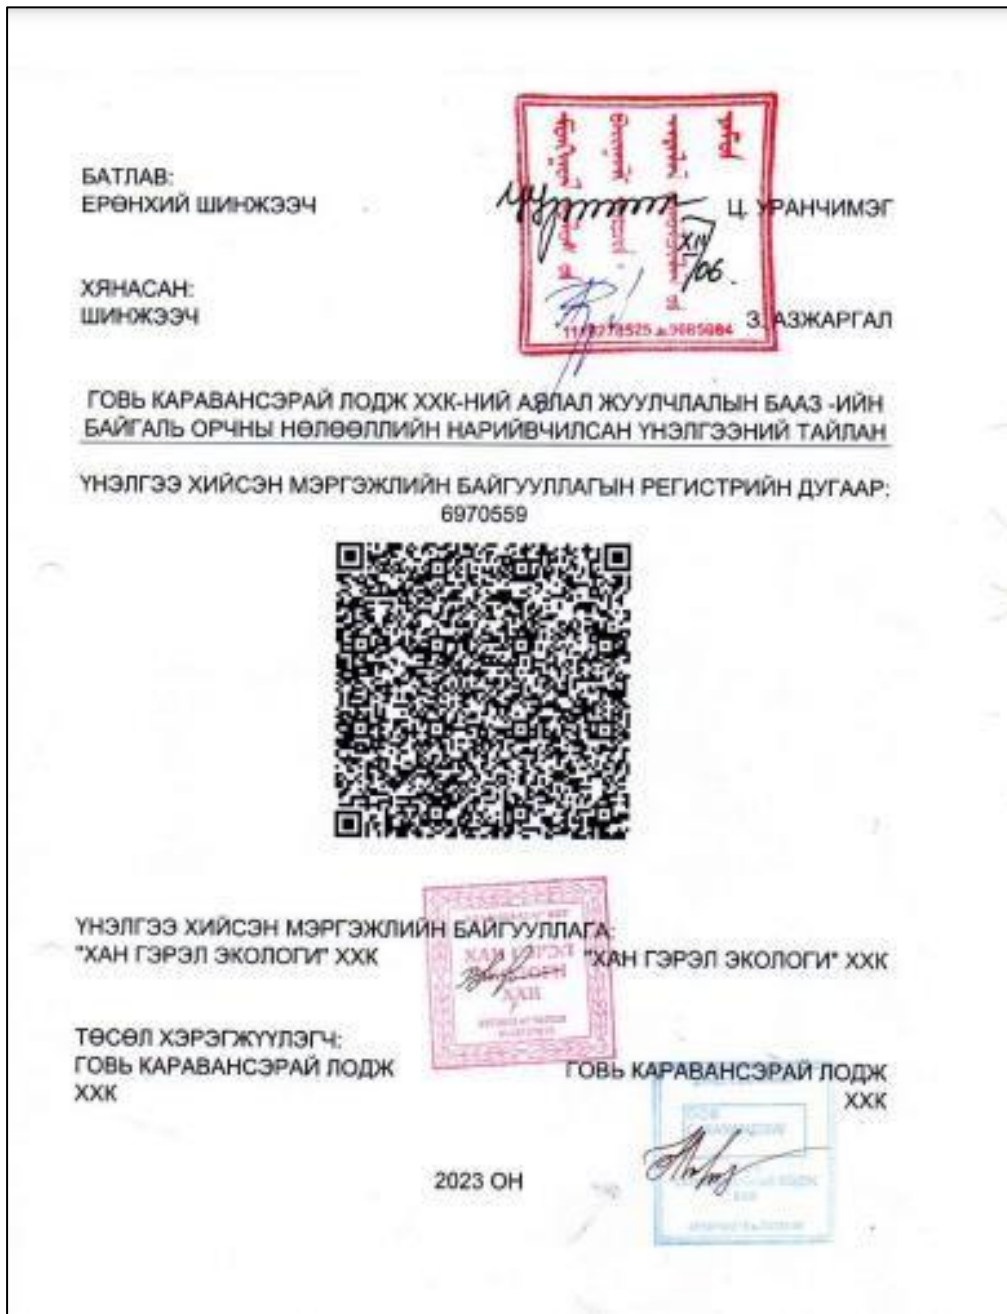 БАТЛАВ:
ЕРӨНХИЙ ШИНЖЭЭЧ
Ц. УРАНЧИМЭГ
XII/06.
ХЯНАСАН:
ШИНЖЭЭЧ
З. АЗЖАРГАЛ
ГОВЬ КАРАВАНСЭРАЙ ЛОДЖ ХХК-НИЙ АЯЛАЛ ЖУУЛЧЛАЛЫН БААЗ -ИЙН
БАЙГАЛЬ ОРЧНЫ НӨЛӨӨЛЛИЙН НАРИЙВЧИЛСАН ҮНЭЛГЭЭНИЙ ТАЙЛАН
ҮНЭЛГЭЭ ХИЙСЭН МЭРГЭЖЛИЙН БАЙГУУЛЛАГЫН РЕГИСТРИЙН ДУГААР:
6970559
ҮНЭЛГЭЭ ХИЙСЭН МЭРГЭЖЛИЙН БАЙГУУЛЛАГА:
"ХАН ГЭРЭЛ ЭКОЛОГИ" ХХК
"ХАН ГЭРЭЛ ЭКОЛОГИ" ХХК
ТӨСӨЛ ХЭРЭГЖҮҮЛЭГЧ:
ГОВЬ КАРАВАНСЭРАЙ ЛОДЖ
ХХК
ГОВЬ КАРАВАНСЭРАЙ ЛОДЖ
ХХК
2023 ОН